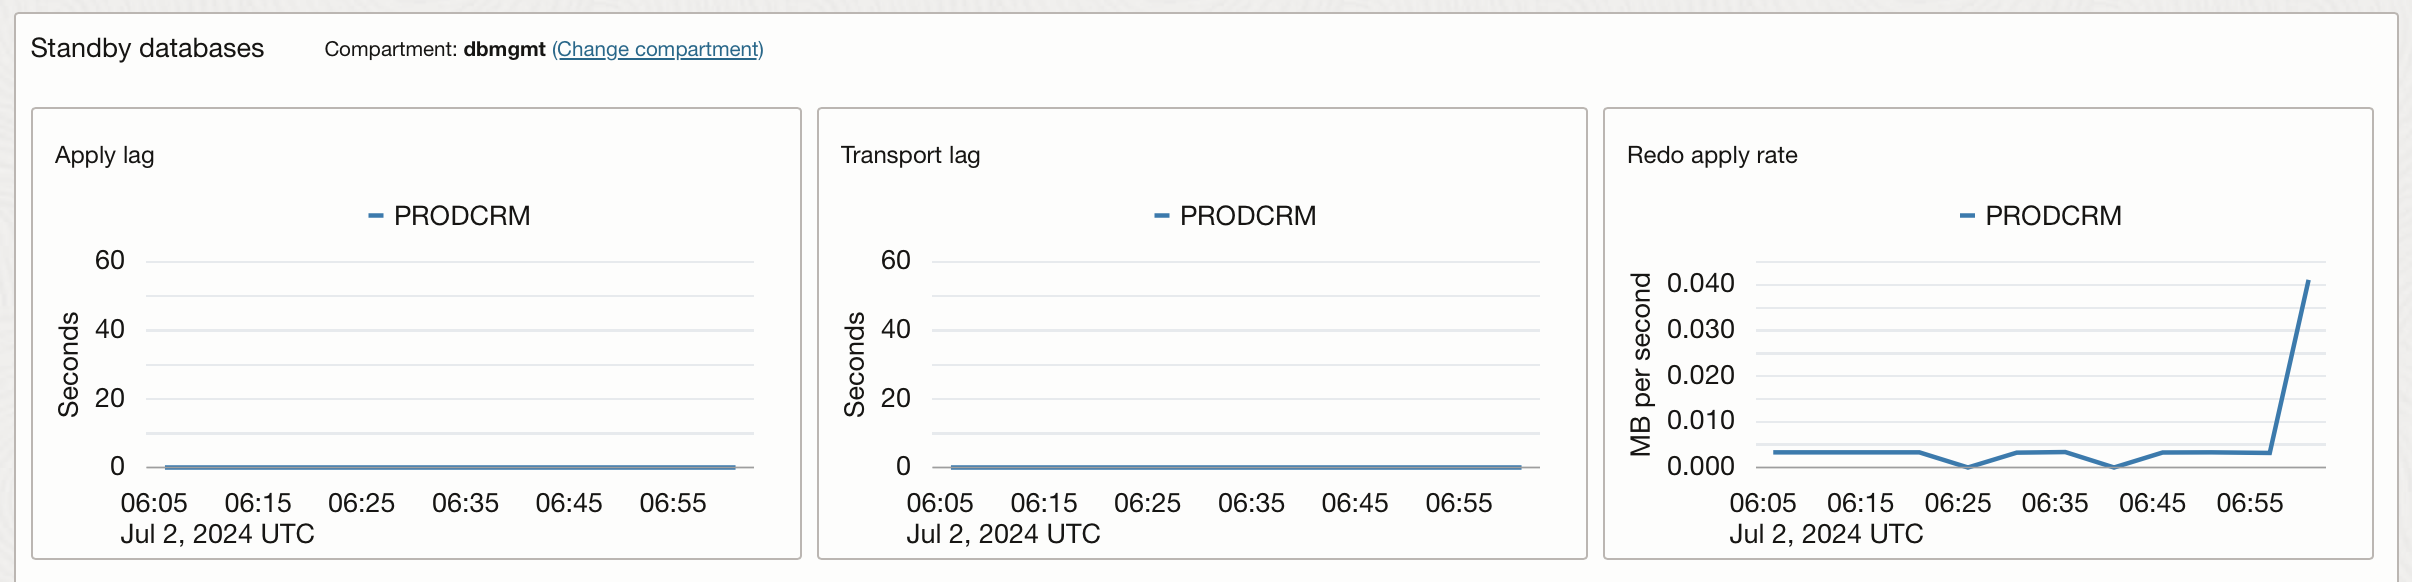 Standby databases
Compartment: dbmgmt (Change compartment)
Apply lag
PRODCRM
Seconds
60
40
20
0
06:05 06:15 06:25 06:35 06:45 06:55
Jul 2, 2024 UTC
Transport lag
PRODCRM
Seconds
60
40
20
0
06:05 06:15 06:25 06:35 06:45 06:55
Jul 2, 2024 UTC
Redo apply rate
PRODCRM
MB per second
0.040
0.030
0.020
0.010
0.000
06:05 06:15 06:25 06:35 06:45 06:55
Jul 2, 2024 UTC